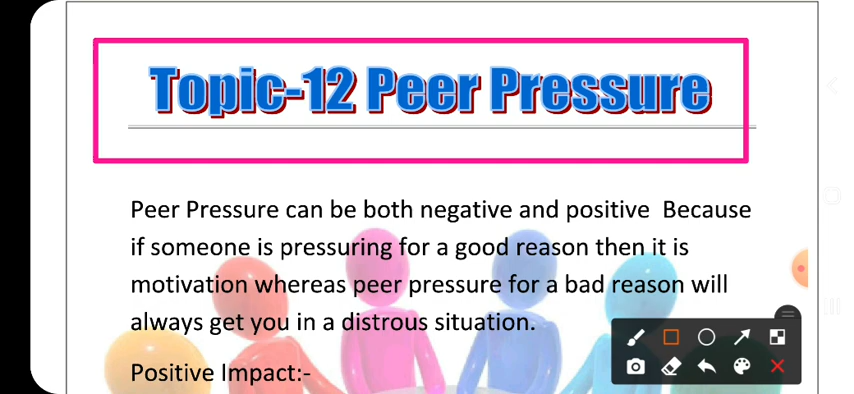 Topic-12 Peer Pressure
Peer Pressure can be both negative and positive  Because
if someone is pressuring for a good reason then it is
motivation whereas peer pressure for a bad reason will
always get you in a distrous situation.
Positive Impact:-